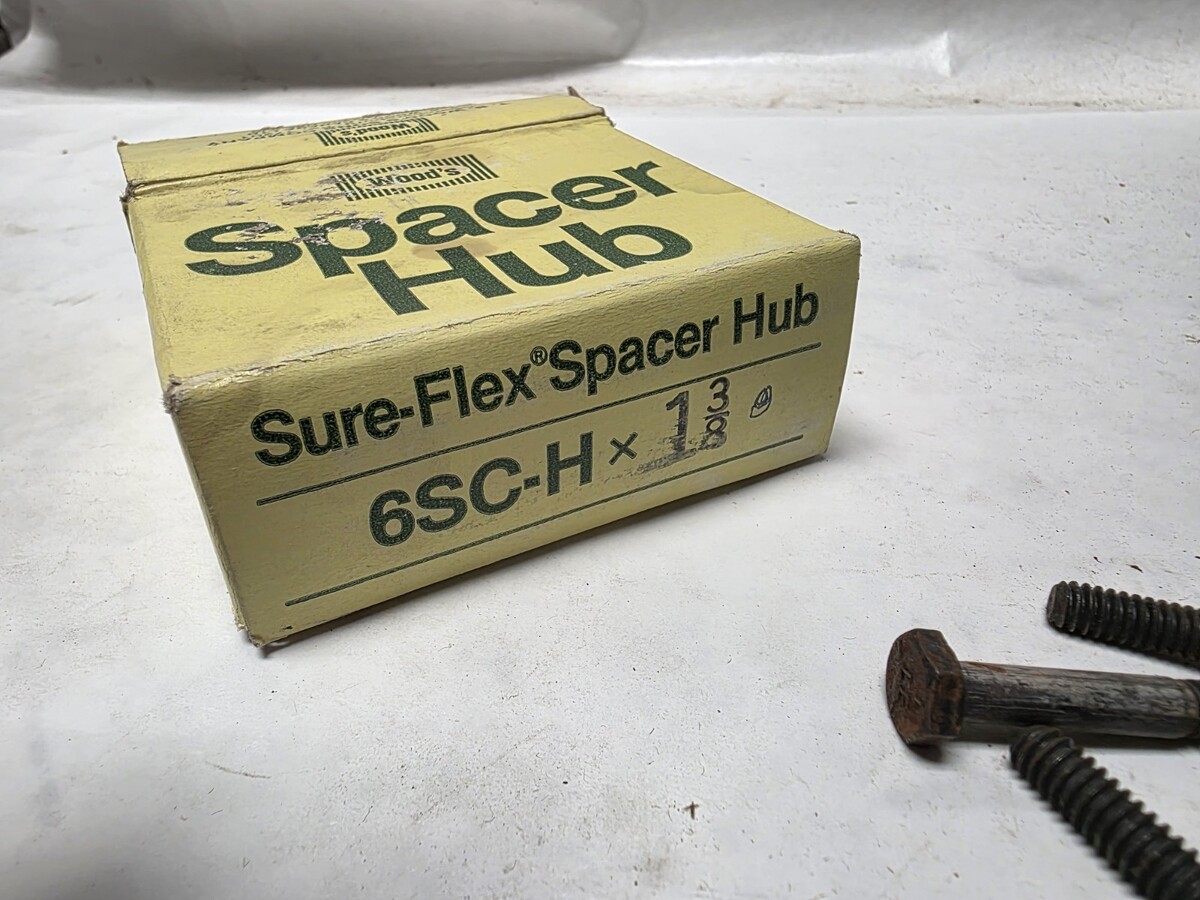 Wood's
Wood's
Spacer
Hub
Sure-Flex®Spacer Hub
6SC-H × 1 3/8